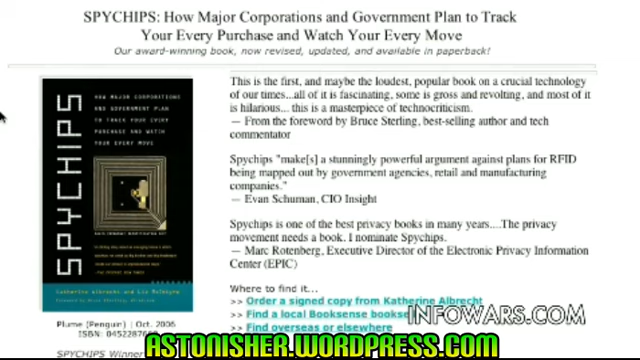 SPYCHIPS: How Major Corporations and Government Plan to Track
Your Every Purchase and Watch Your Every Move
Our award-winning book, now revised, updated, and available in paperback!
SPYCHIPS
HOW MAJOR CORPORATIONS
AND GOVERNMENT PLAN
TO TRACK YOUR EVERY
PURCHASE AND WATCH
YOUR EVERY MOVE
Katherine Albrecht and Liz McIntyre
This is the first, and maybe the loudest, popular book on a crucial technology
of our times...all of it is fascinating, some is gross and revolting, and most of it
is hilarious... this is a masterpiece of technocriticism.
— From the foreword by Bruce Sterling, best-selling author and tech
commentator
Spychips "make[s] a stunningly powerful argument against plans for RFID
being mapped out by government agencies, retail and manufacturing
companies."
— Evan Schuman, CIO Insight
Spychips is one of the best privacy books in many years....The privacy
movement needs a book. I nominate Spychips.
— Marc Rotenberg, Executive Director of the Electronic Privacy Information
Center (EPIC)
Where to find it...
>> Order a signed copy from Katherine Albrecht
>> Find a local Booksense
>> Find overseas or elsewhere
Plume (Penguin) | Oct. 2006
ISBN:
SPYCHIPS Winner
INFOWARS.COM
ASTONISHER.WORDPRESS.COM